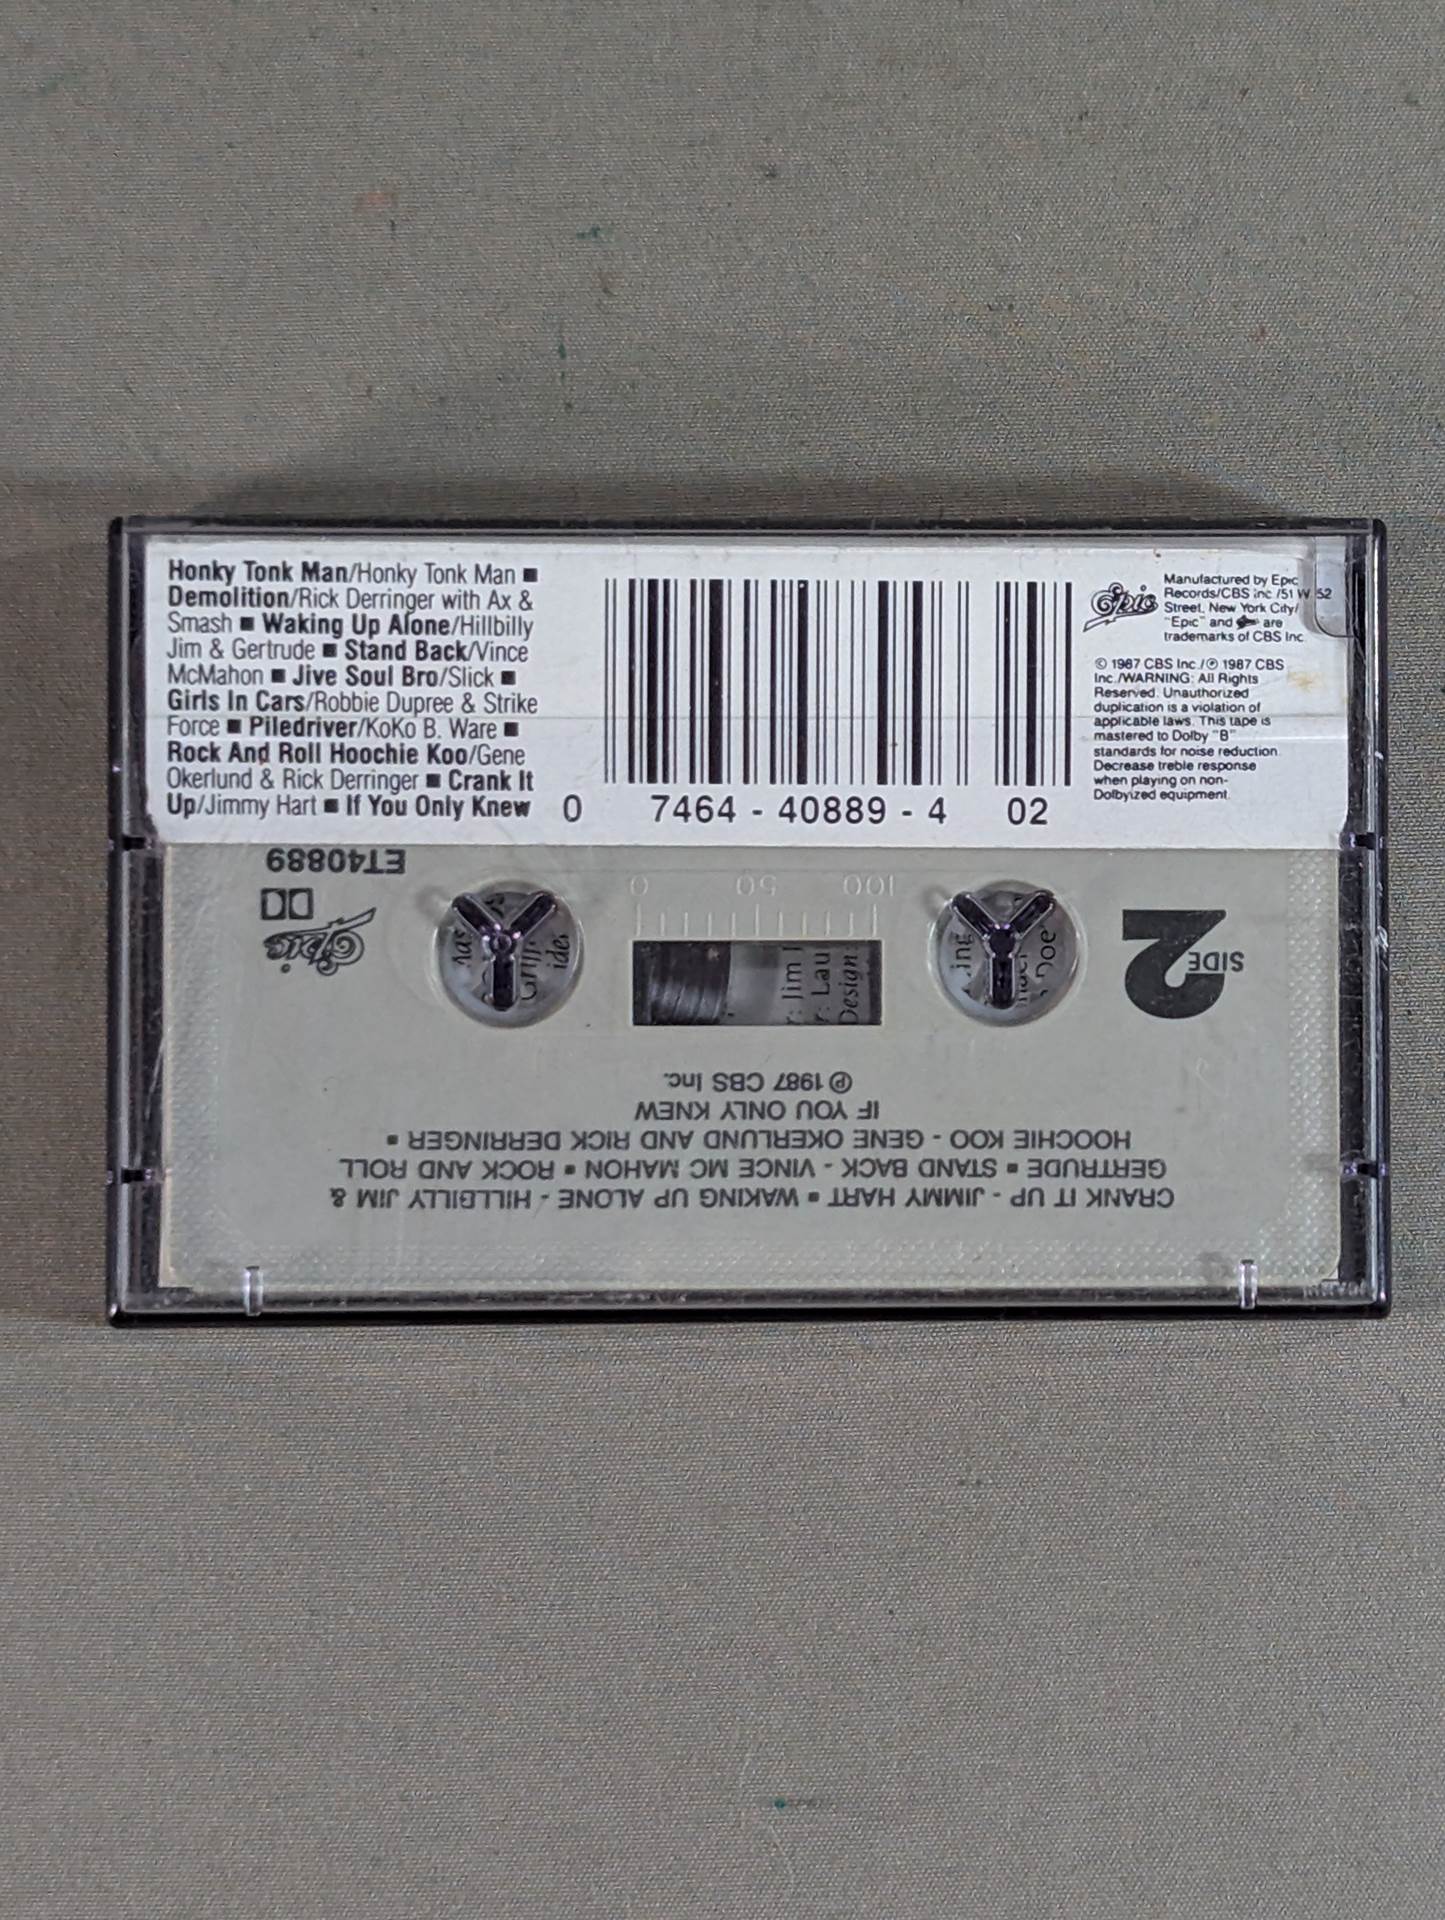 Honky Tonk Man/Honky Tonk Man ■
Demolition/Rick Derringer with Ax &
Smash ■ Waking Up Alone/Hillbilly
Jim & Gertrude ■ Stand Back/Vince
McMahon ■ Jive Soul Bro/Slick ■
Girls In Cars/Robbie Dupree & Strike
Force ■ Piledriver/KoKo B. Ware ■
Rock And Roll Hoochie Koo/Gene
Okerlund & Rick Derringer ■ Crank It
Up/Jimmy Hart ■ If You Only Knew
0 7464 - 40889 - 4 02
Epic
Manufactured by Epic
Records/CBS Inc./51 W. 52
Street, New York City/
"Epic" and are
trademarks of CBS Inc.
© 1987 CBS Inc./℗ 1987 CBS
Inc./WARNING: All Rights
Reserved. Unauthorized
duplication is a violation of
applicable laws. This tape is
mastered to Dolby "B"
standards for noise reduction.
Decrease treble response
when playing on non-
Dolbyized equipment.
CRANK IT UP - JIMMY HART ■ WAKING UP ALONE - HILLBILLY JIM &
GERTRUDE ■ STAND BACK - VINCE MC MAHON ■ ROCK AND ROLL
HOOCHIE KOO - GENE OKERLUND AND RICK DERRINGER ■
IF YOU ONLY KNEW
℗ 1987 CBS Inc.
SIDE
2
100 50 0
Epic
ET40889
Jim
Lau
Design: